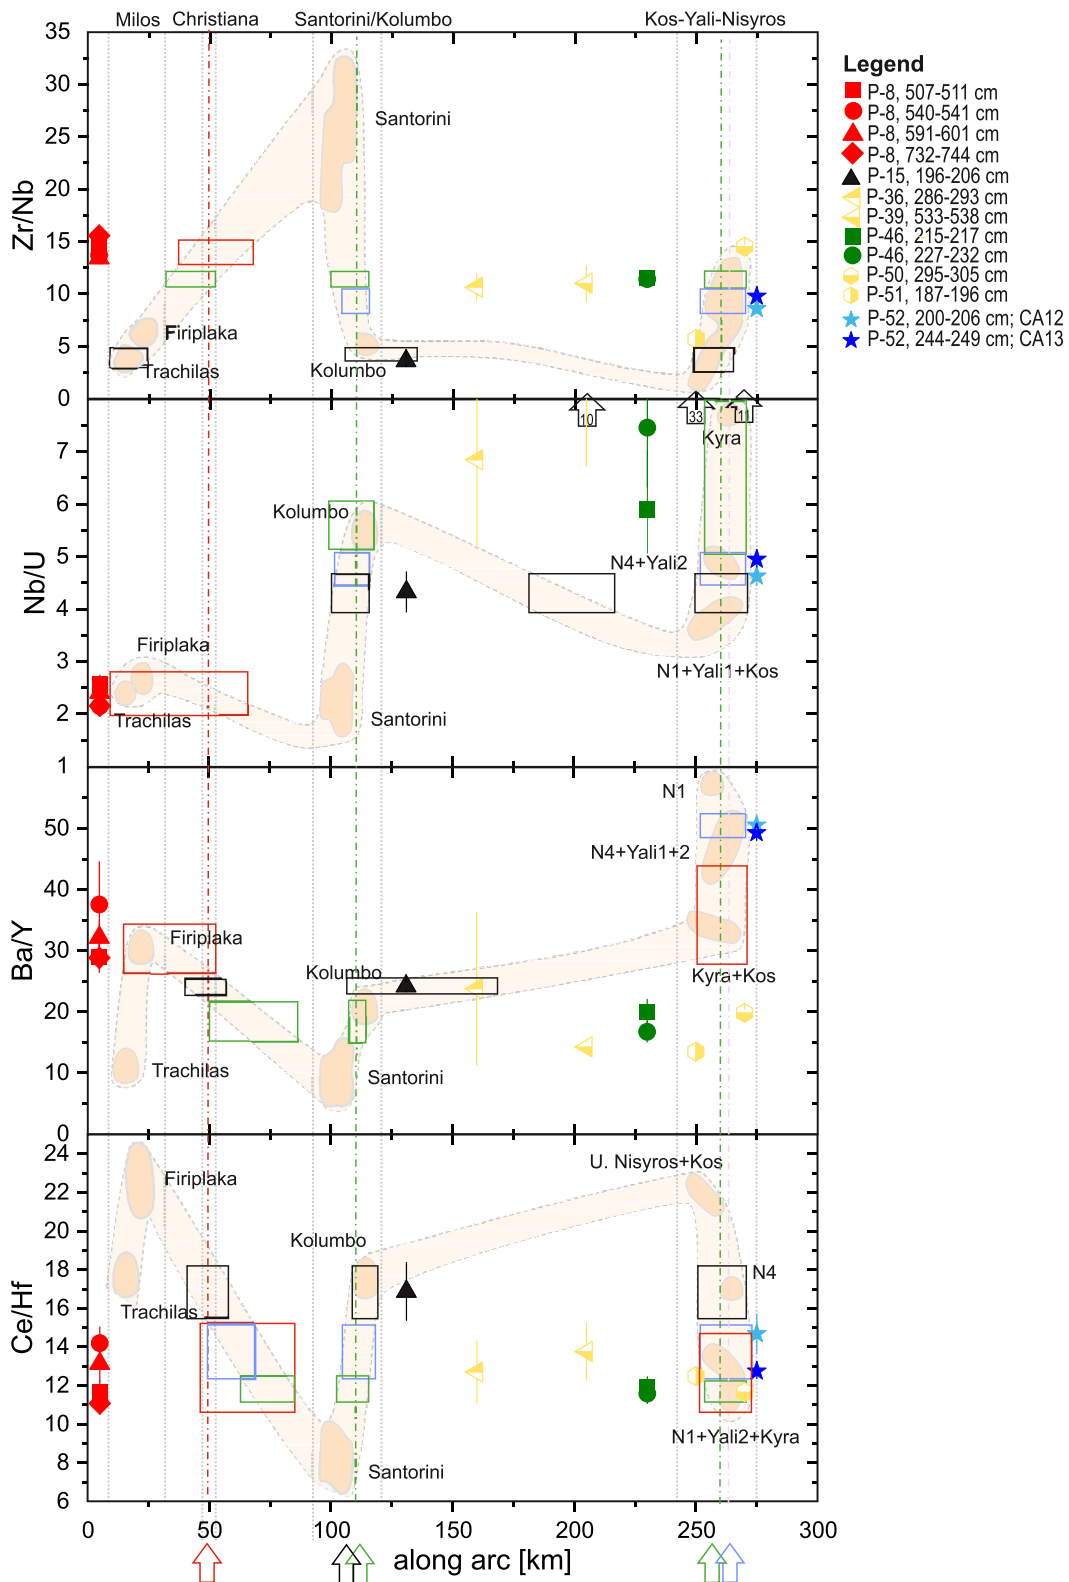 Milos Christiana Santorini/Kolumbo Kos-Yali-Nisyros
35
30
25
20
15
10
5
0
Zr/Nb
Santorini
Firiplaka
Trachilas
Kolumbo
Legend
P-8, 507-511 cm
P-8, 540-541 cm
P-8, 591-601 cm
P-8, 732-744 cm
P-15, 196-206 cm
P-36, 286-293 cm
P-39, 533-538 cm
P-46, 215-217 cm
P-46, 227-232 cm
P-50, 295-305 cm
P-51, 187-196 cm
P-52, 200-206 cm; CA12
P-52, 244-249 cm; CA13
10 33 11
7
6
5
4
3
2
1
Nb/U
Kyra
Kolumbo
N4+Yali2
Firiplaka
N1+Yali1+Kos
Trachilas
Santorini
50
40
30
20
10
0
Ba/Y
N1
N4+Yali1+2
Firiplaka
Kolumbo
Kyra+Kos
Trachilas
Santorini
24
22
20
18
16
14
12
10
8
6
Ce/Hf
U. Nisyros+Kos
Firiplaka
Kolumbo
N4
Trachilas
N1+Yali2+Kyra
Santorini
0 50 100 150 200 250 300
along arc [km]